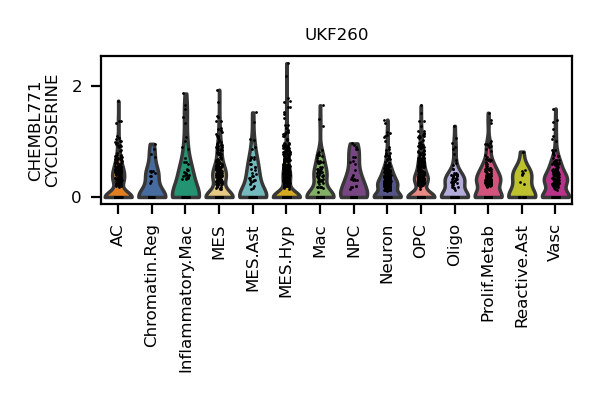 UKF260
CHEMBL771
CYCLOSERINE
2
0
AC
Chromatin.Reg
Inflammatory.Mac
MES
MES.Ast
MES.Hyp
Mac
NPC
Neuron
OPC
Oligo
Prolif.Metab
Reactive.Ast
Vasc